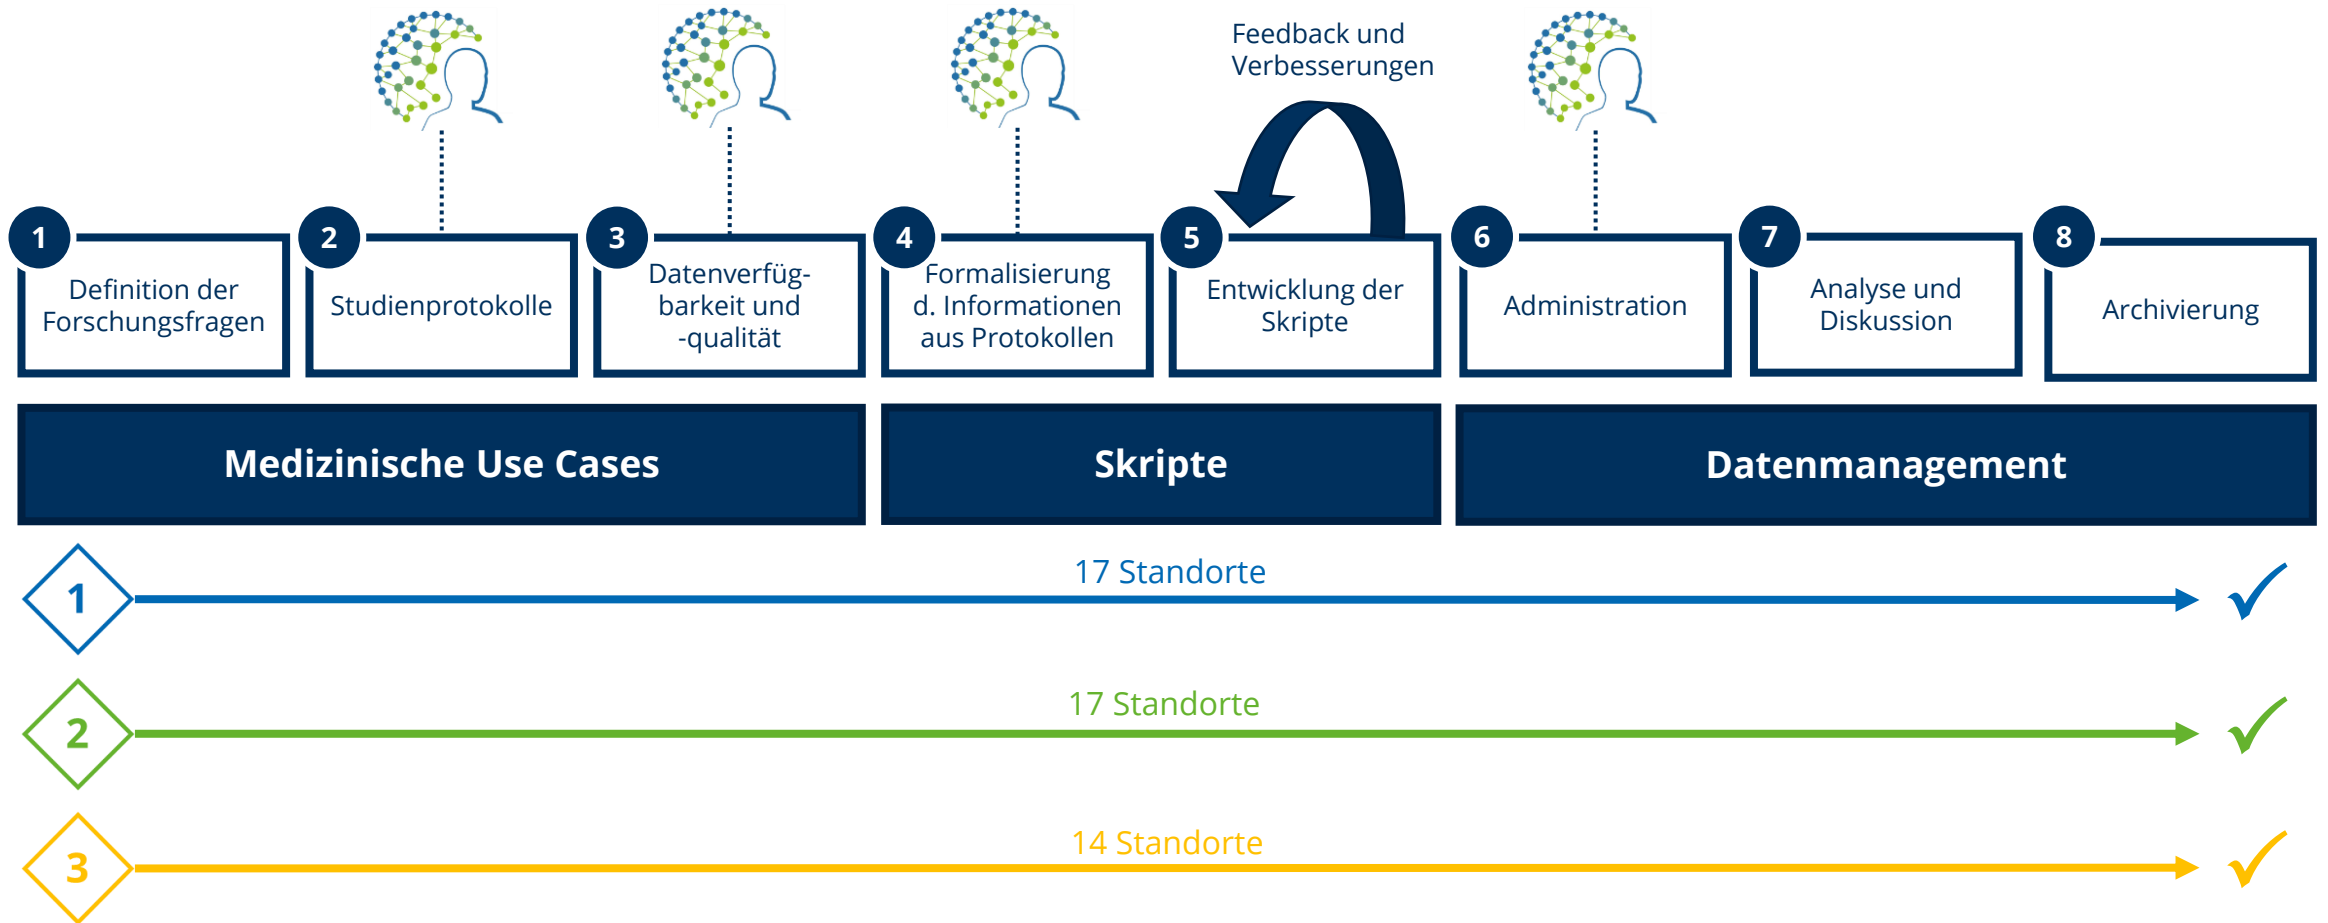 Feedback und
Verbesserungen
1
Definition der
Forschungsfragen
2
Studienprotokolle
3
Datenverfüg-
barkeit und
-qualität
4
Formalisierung
d. Informationen
aus Protokollen
5
Entwicklung der
Skripte
6
Administration
7
Analyse und
Diskussion
8
Archivierung
Medizinische Use Cases
Skripte
Datenmanagement
1
17 Standorte
2
17 Standorte
3
14 Standorte